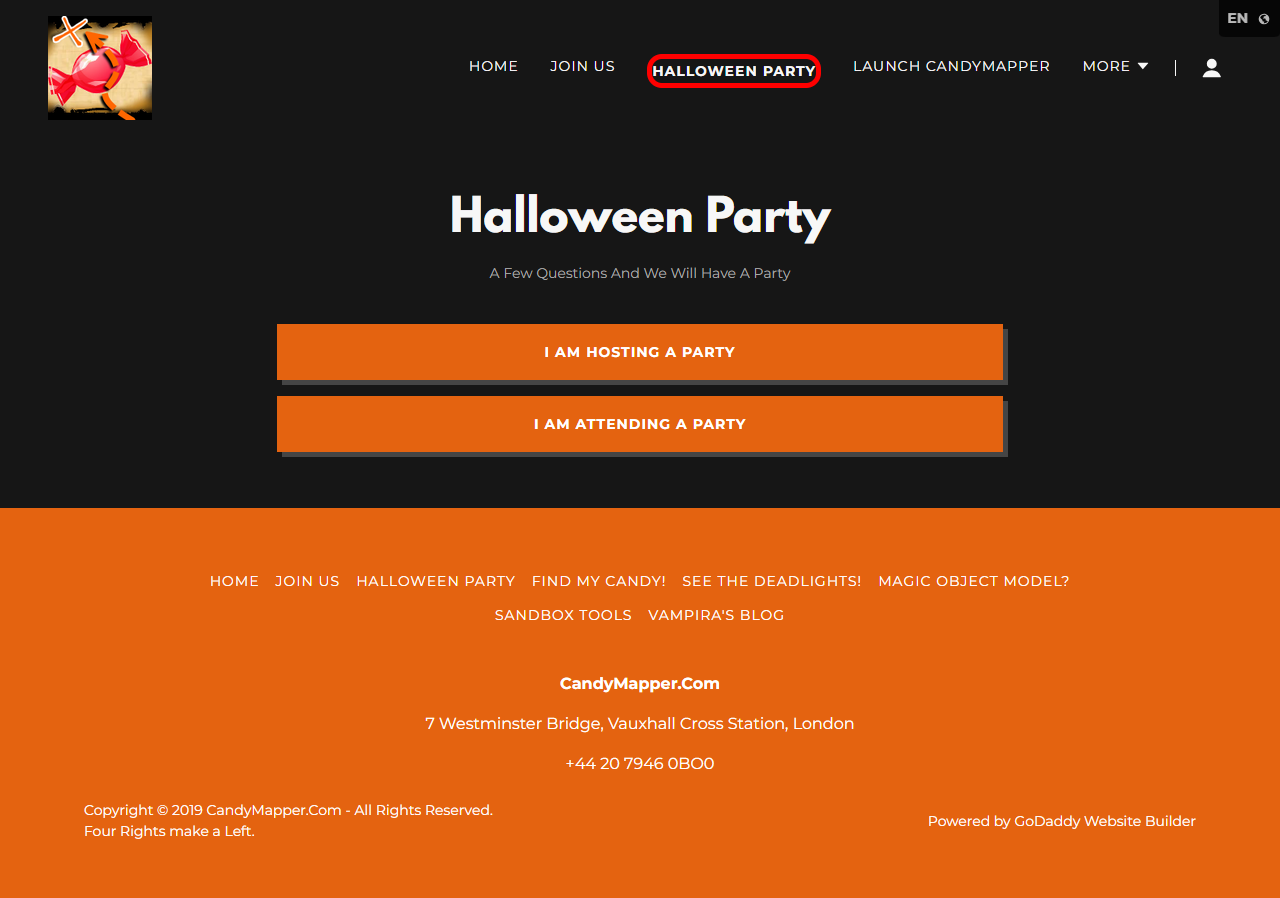 EN
HOME JOIN US HALLOWEEN PARTY LAUNCH CANDYMAPPER MORE
Halloween Party
A Few Questions And We Will Have A Party
I AM HOSTING A PARTY
I AM ATTENDING A PARTY
HOME JOIN US HALLOWEEN PARTY FIND MY CANDY! SEE THE DEADLIGHTS! MAGIC OBJECT MODEL?
SANDBOX TOOLS VAMPIRA'S BLOG
CandyMapper.Com
7 Westminster Bridge, Vauxhall Cross Station, London
+44 20 7946 0BO0
Copyright © 2019 CandyMapper.Com - All Rights Reserved.
Four Rights make a Left.
Powered by GoDaddy Website Builder